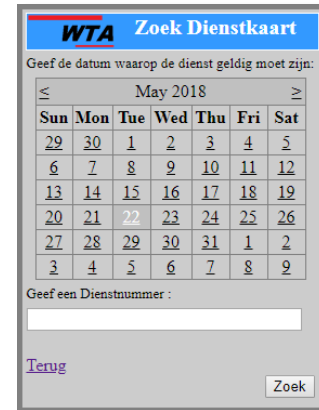 WTA Zoek Dienstkaart
Geef de datum waarop de dienst geldig moet zijn:
< May 2018 >
Sun Mon Tue Wed Thu Fri Sat
29 30 1 2 3 4 5
6 7 8 9 10 11 12
13 14 15 16 17 18 19
20 21 22 23 24 25 26
27 28 29 30 31 1 2
3 4 5 6 7 8 9
Geef een Dienstnummer :
Terug
Zoek